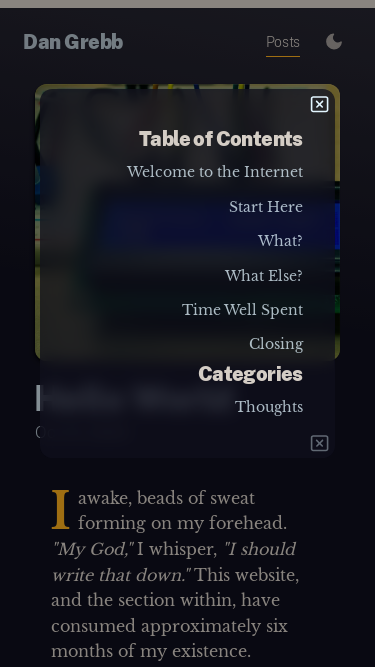 Dan Grebb
Posts
Table of Contents
Welcome to the Internet
Start Here
What?
What Else?
Time Well Spent
Closing
Categories
Thoughts
Hello World
I awake, beads of sweat
forming on my forehead.
"My God," I whisper, "I should
write that down." This website,
and the section within, have
consumed approximately six
months of my existence.